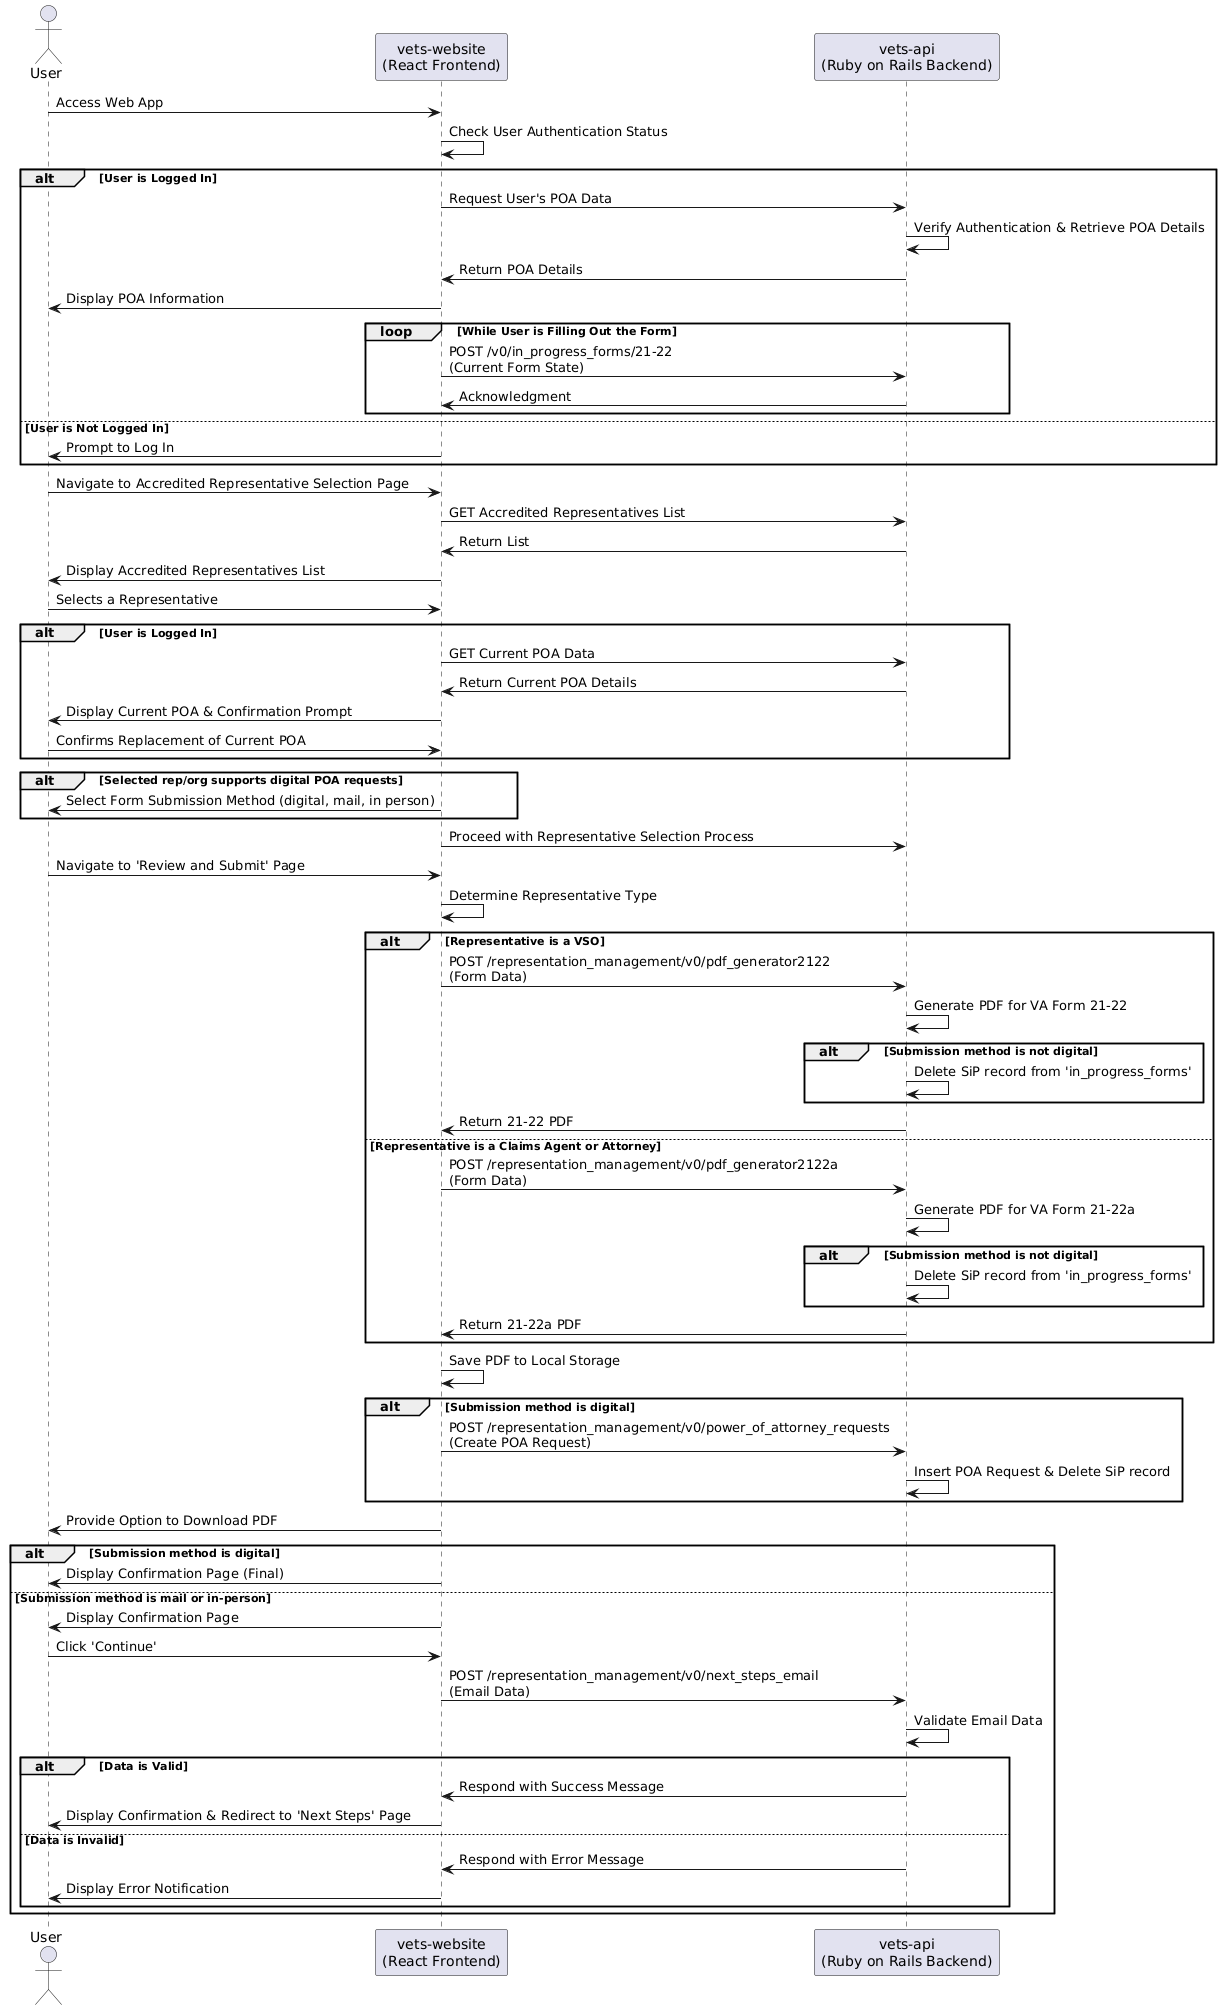 User
vets-website
(React Frontend)
vets-api
(Ruby on Rails Backend)
Access Web App
Check User Authentication Status
alt [User is Logged In]
Request User's POA Data
Verify Authentication & Retrieve POA Details
Return POA Details
Display POA Information
loop [While User is Filling Out the Form]
POST /v0/in_progress_forms/21-22
(Current Form State)
Acknowledgment
[User is Not Logged In]
Prompt to Log In
Navigate to Accredited Representative Selection Page
GET Accredited Representatives List
Return List
Display Accredited Representatives List
Selects a Representative
alt [User is Logged In]
GET Current POA Data
Return Current POA Details
Display Current POA & Confirmation Prompt
Confirms Replacement of Current POA
alt [Selected rep/org supports digital POA requests]
Select Form Submission Method (digital, mail, in person)
Proceed with Representative Selection Process
Navigate to 'Review and Submit' Page
Determine Representative Type
alt [Representative is a VSO]
POST /representation_management/v0/pdf_generator2122
(Form Data)
Generate PDF for VA Form 21-22
alt [Submission method is not digital]
Delete SiP record from 'in_progress_forms'
Return 21-22 PDF
[Representative is a Claims Agent or Attorney]
POST /representation_management/v0/pdf_generator2122a
(Form Data)
Generate PDF for VA Form 21-22a
alt [Submission method is not digital]
Delete SiP record from 'in_progress_forms'
Return 21-22a PDF
Save PDF to Local Storage
alt [Submission method is digital]
POST /representation_management/v0/power_of_attorney_requests
(Create POA Request)
Insert POA Request & Delete SiP record
Provide Option to Download PDF
alt [Submission method is digital]
Display Confirmation Page (Final)
[Submission method is mail or in-person]
Display Confirmation Page
Click 'Continue'
POST /representation_management/v0/next_steps_email
(Email Data)
Validate Email Data
alt [Data is Valid]
Respond with Success Message
Display Confirmation & Redirect to 'Next Steps' Page
[Data is Invalid]
Respond with Error Message
Display Error Notification
User
vets-website
(React Frontend)
vets-api
(Ruby on Rails Backend)